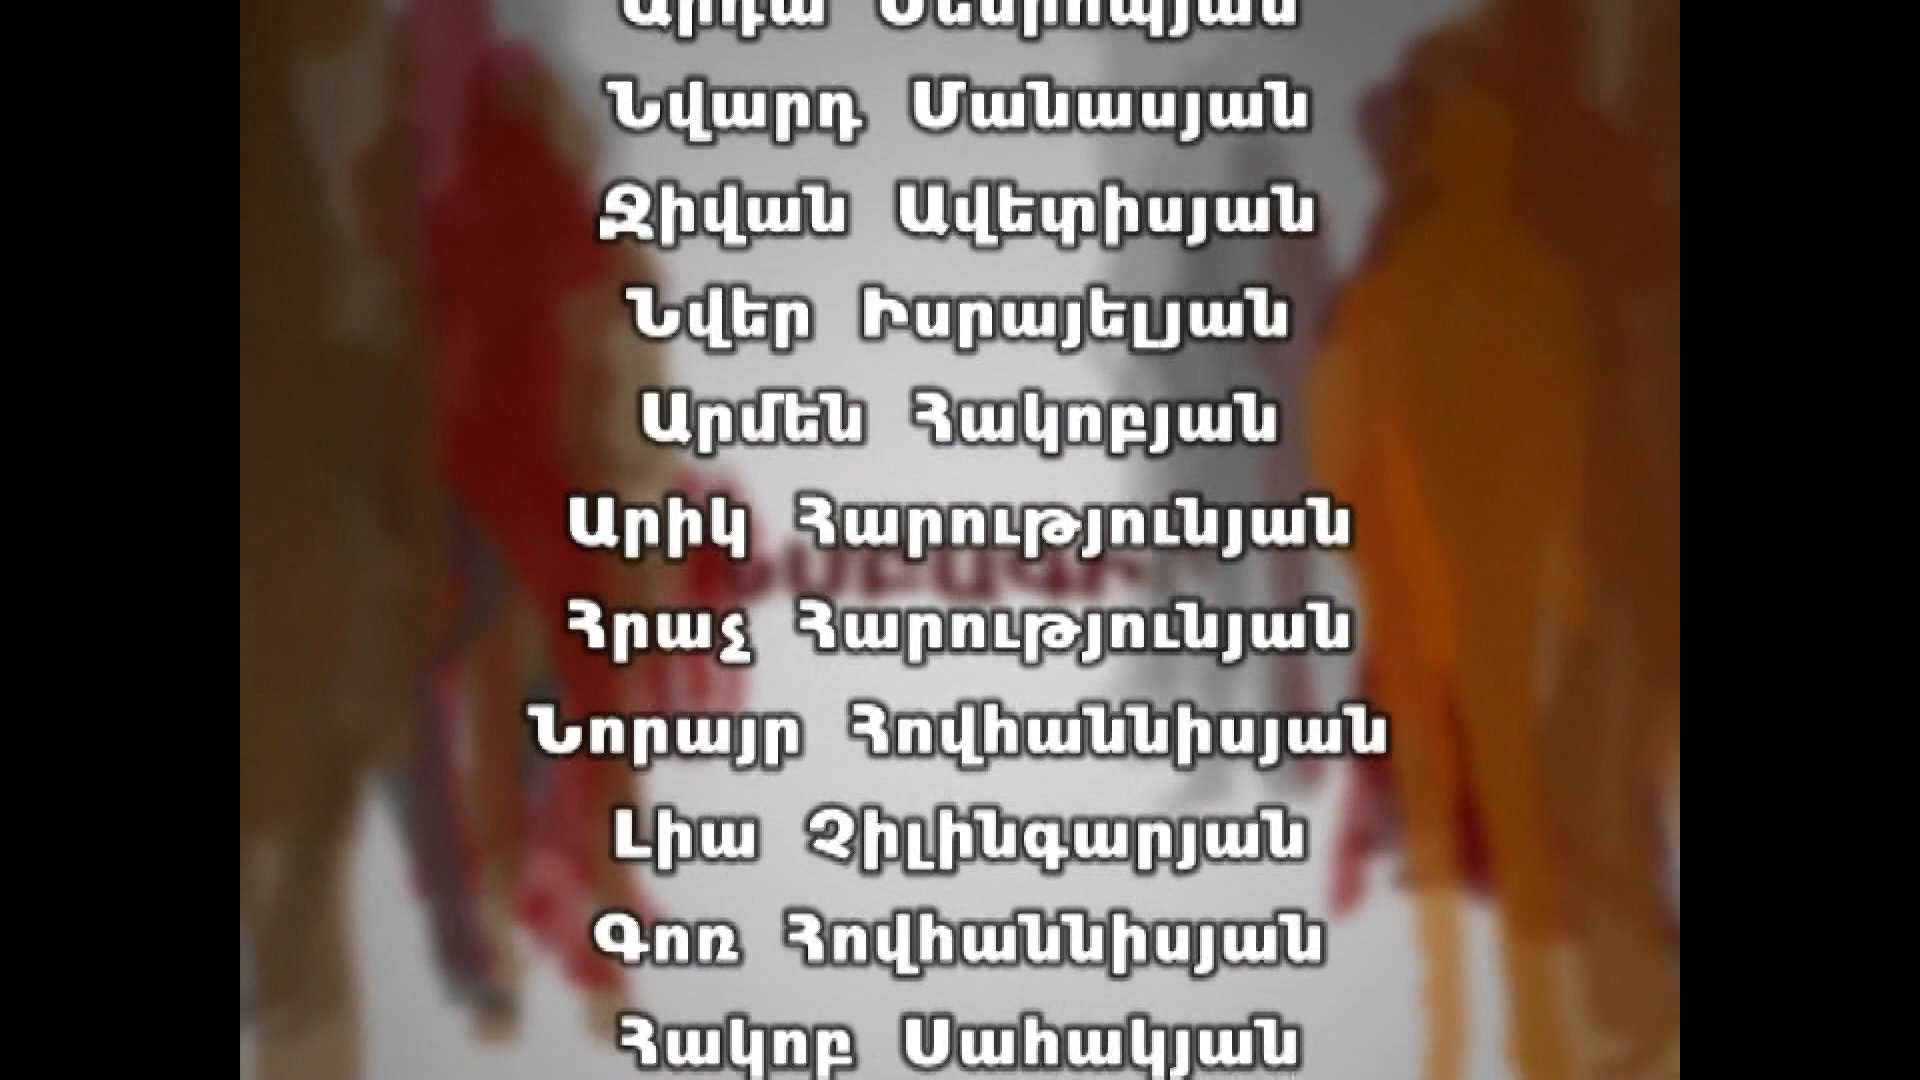 Նվարդ Մանասյան
Ջիվան Ավետիսյան
Նվեր Իսրայելյան
Արմեն Հակոբյան
Արիկ Հարությունյան
Հրաչ Հարությունյան
Նորայր Հովհաննիսյան
Լիա Չիլինգարյան
Գոռ Հովհաննիսյան
Հակոբ Սահակյան